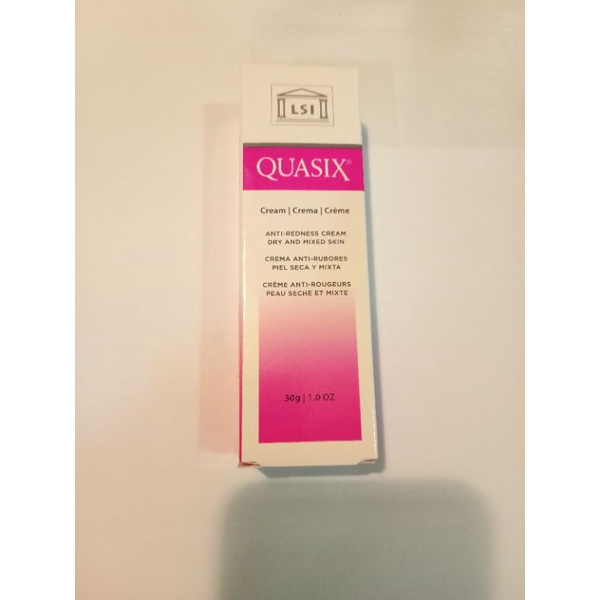 LSI
QUASIX®
Cream | Crema | Crème
ANTI-REDNESS CREAM
DRY AND MIXED SKIN
CREMA ANTI-RUBORES
PIEL SECA Y MIXTA
CRÈME ANTI-ROUGEURS
PEAU SECHE ET MIXTE
30g | 1.0 OZ